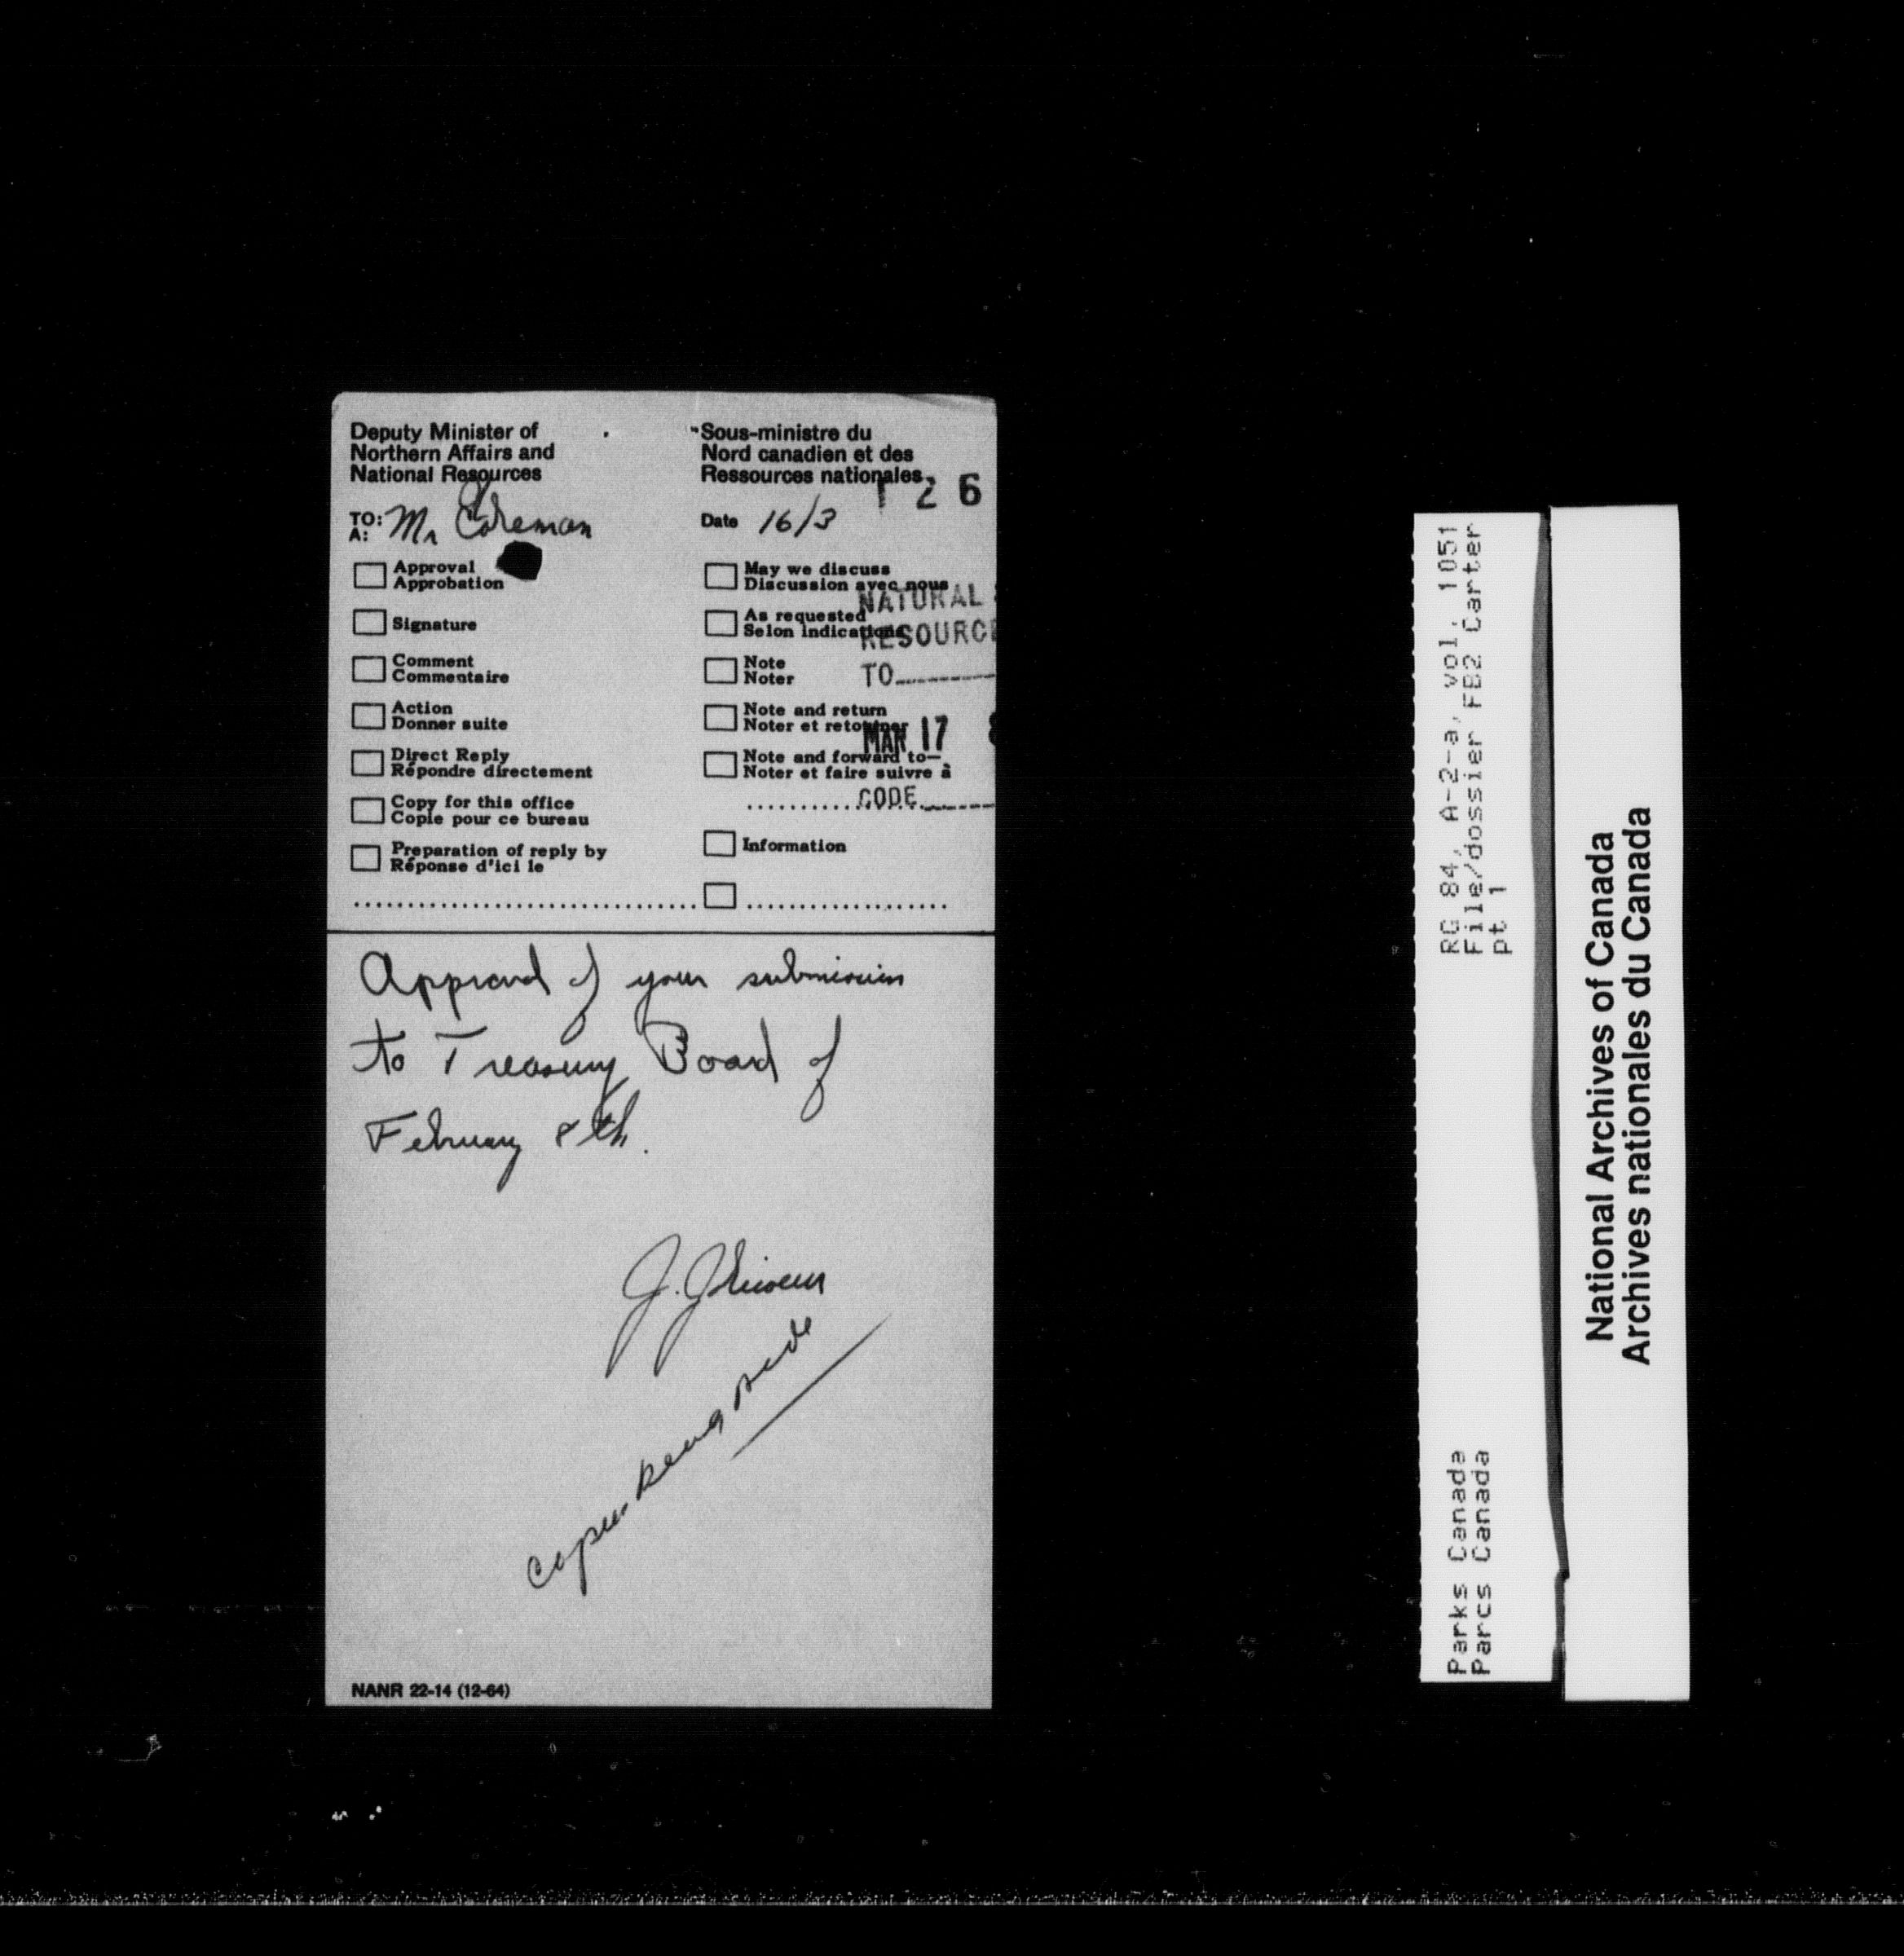 Deputy Minister of
Northern Affairs and
National Resources
Sous-ministre du
Nord canadien et des
Ressources nationales
1 2 6
TO: Mr
A:
Date 16/3
Approval
Approbation
Signature
Comment
Commentaire
Action
Donner suite
Direct Reply
Répondre directement
Copy for this office
Copie pour ce bureau
Preparation of reply by
Réponse d'ici le
May we discuss
Discussion avec nous
As requested
Selon indications
Note
Noter
Note and return
Noter et retourner
Note and forward to—
Noter et faire suivre à
Information
NATURAL
RESOURCE
TO
MAR 17
CODE
Approval of your submission
to Treasury Board of
February 8th.
being
NANR 22-14 (12-64)
RG 84, A-2-a, vol. 1051
File/dossier FB2 Carter
pt 1
Parks Canada
Parcs Canada
National Archives of Canada
Archives nationales du Canada